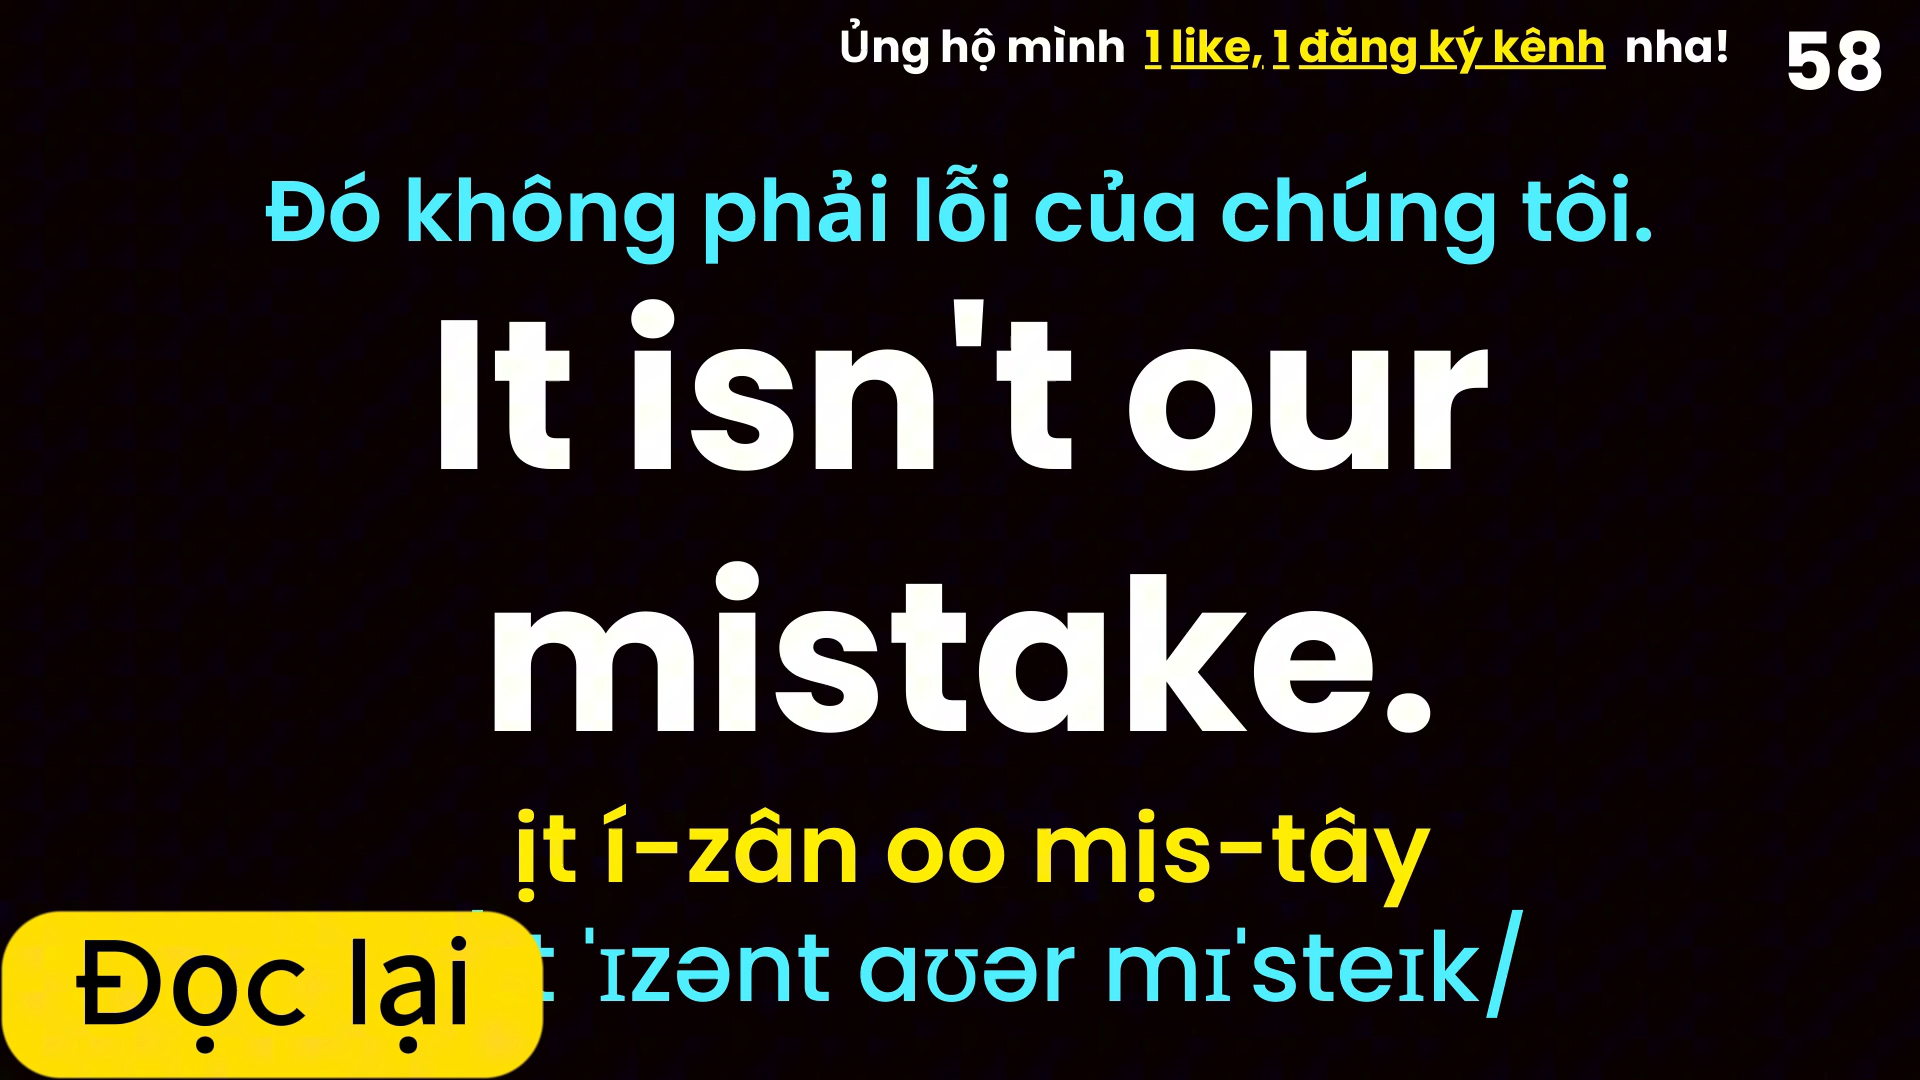 Ủng hộ mình 1 like, 1 đăng ký kênh nha! 58
Đó không phải lỗi của chúng tôi.
It isn't our
mistake.
ịt í-zân oo mịs-tây
ˈɪzənt aʊər mɪˈsteɪk/
Đọc lại